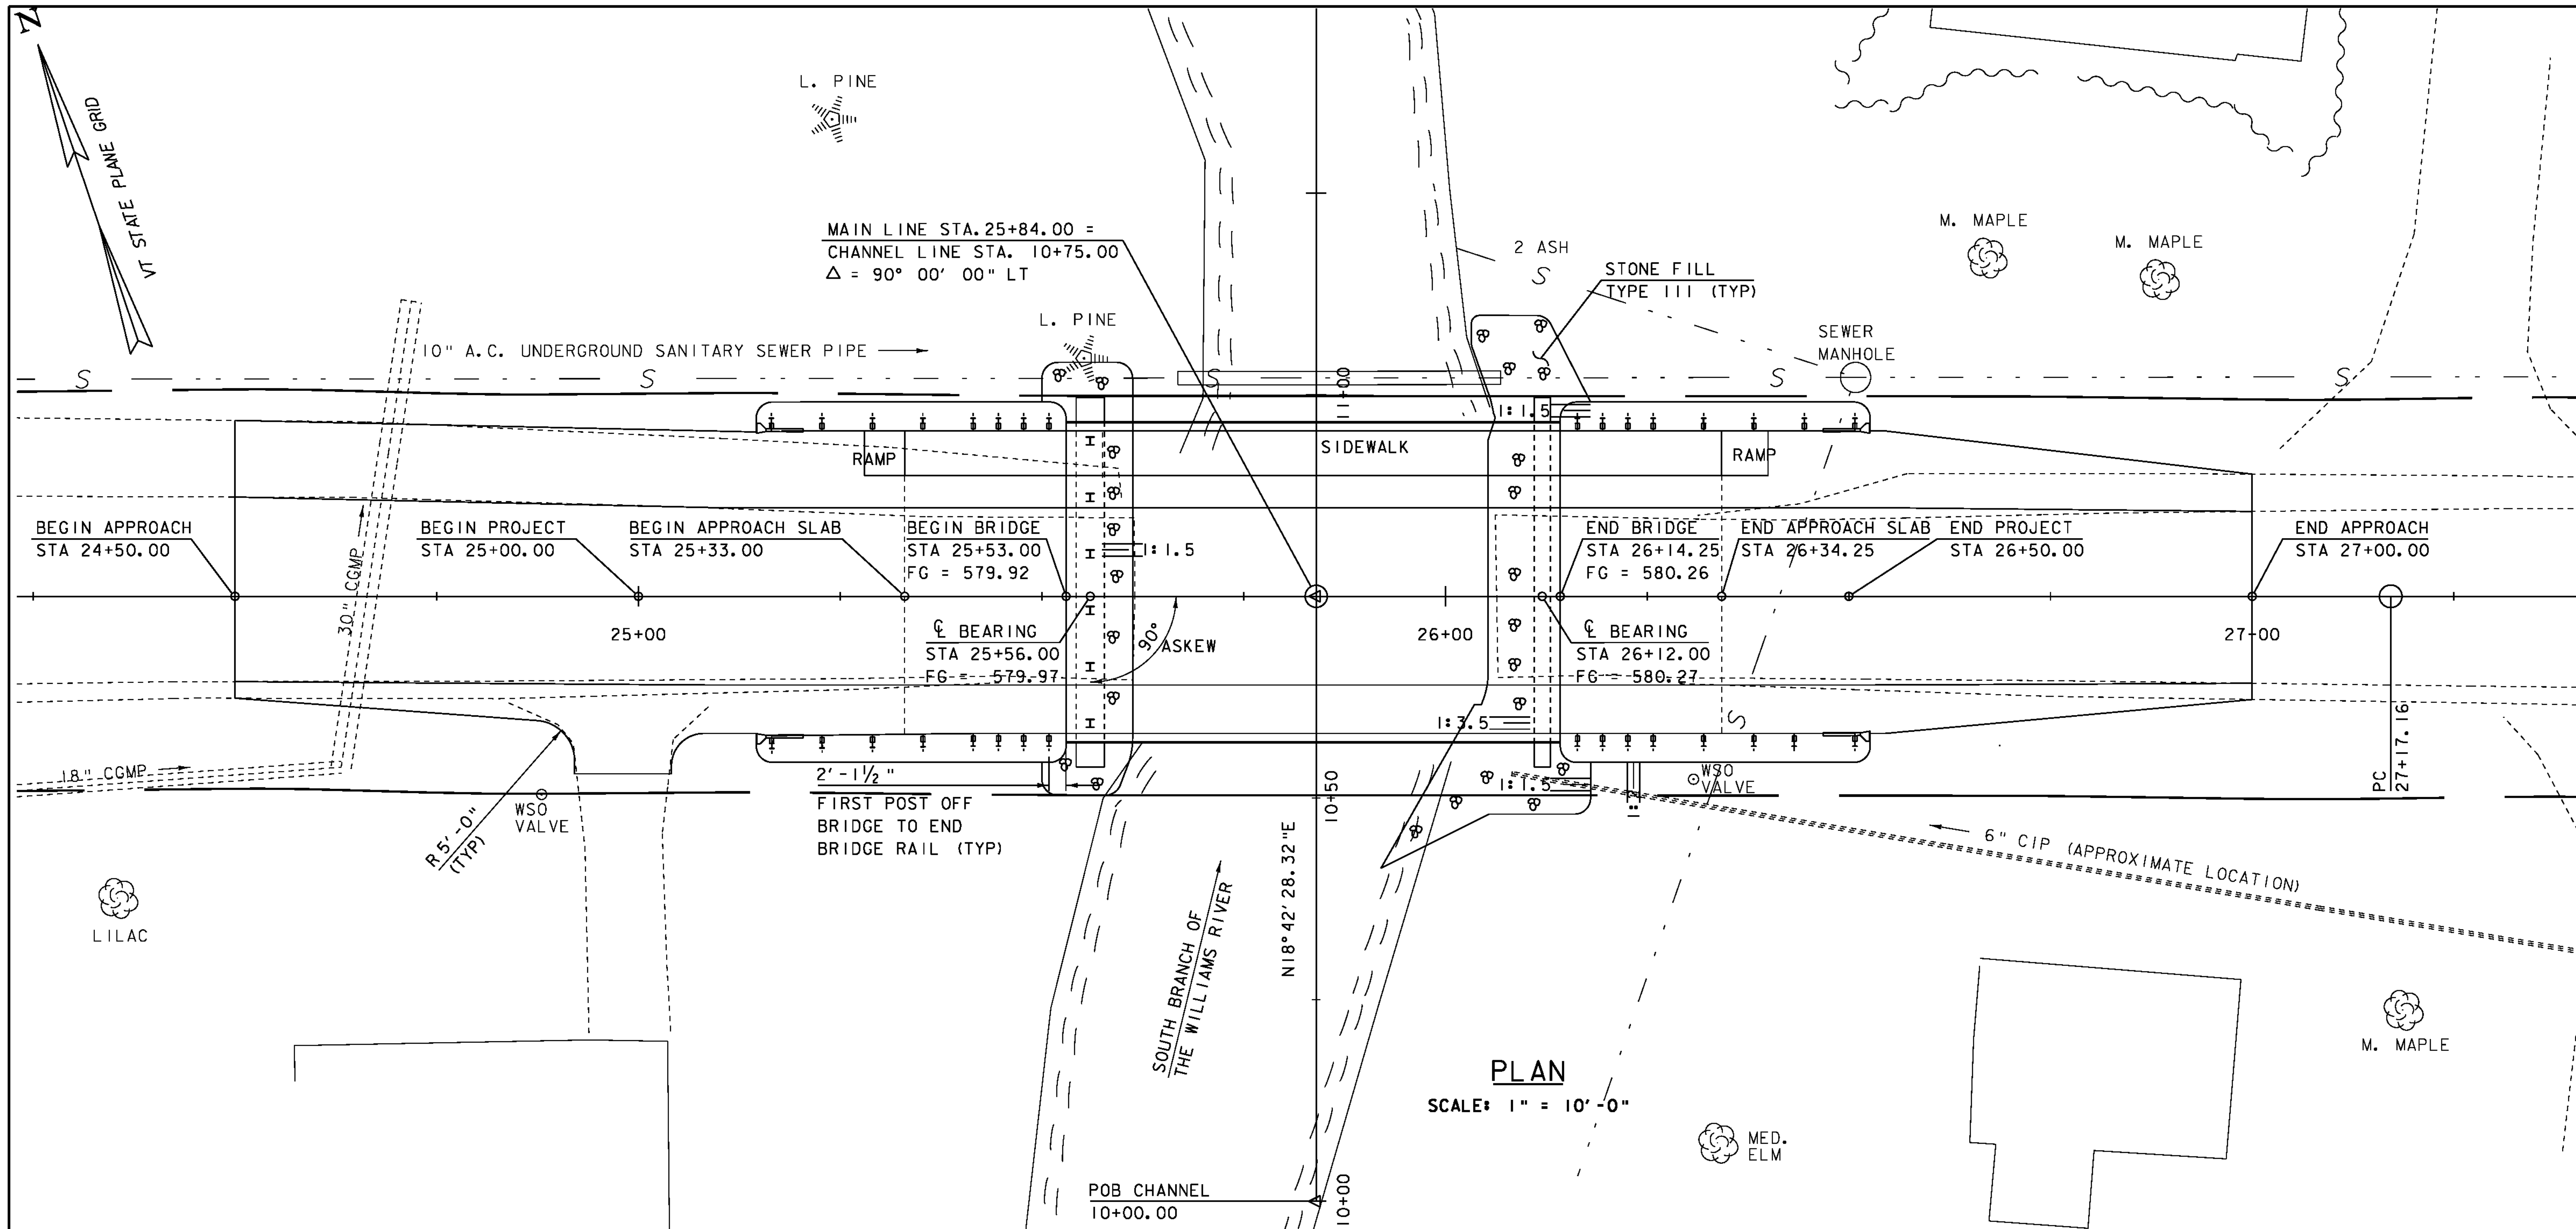 N
VT STATE PLANE GRID
L. PINE
MAIN LINE STA. 25+84.00 =
CHANNEL LINE STA. 10+75.00
Δ = 90° 00' 00" LT
2 ASH
S
STONE FILL
TYPE III (TYP)
M. MAPLE
M. MAPLE
L. PINE
10" A.C. UNDERGROUND SANITARY SEWER PIPE
SEWER
MANHOLE
S
S
S
S
S
11+00
1:1.5
SIDEWALK
RAMP
RAMP
BEGIN APPROACH
STA 24+50.00
30" CGMP
BEGIN PROJECT
STA 25+00.00
BEGIN APPROACH SLAB
STA 25+33.00
BEGIN BRIDGE
STA 25+53.00
FG = 579.92
1:1.5
END BRIDGE
STA 26+14.25
FG = 580.26
END APPROACH SLAB
STA 26+34.25
END PROJECT
STA 26+50.00
END APPROACH
STA 27+00.00
25+00
℄ BEARING
STA 25+56.00
FG = 579.97
90°
ASKEW
26+00
℄ BEARING
STA 26+12.00
FG = 580.27
27+00
1:3.5
S
PC
27+17.16
18" CGMP
R 5'-0"
(TYP)
WSO
VALVE
2'-1½"
FIRST POST OFF
BRIDGE TO END
BRIDGE RAIL (TYP)
10+50
1:1.5
1:2
WSO
VALVE
6" CIP (APPROXIMATE LOCATION)
LILAC
SOUTH BRANCH OF
THE WILLIAMS RIVER
N18°42'28.32"E
M. MAPLE
PLAN
SCALE: 1" = 10'-0"
MED.
ELM
POB CHANNEL
10+00.00
10+00